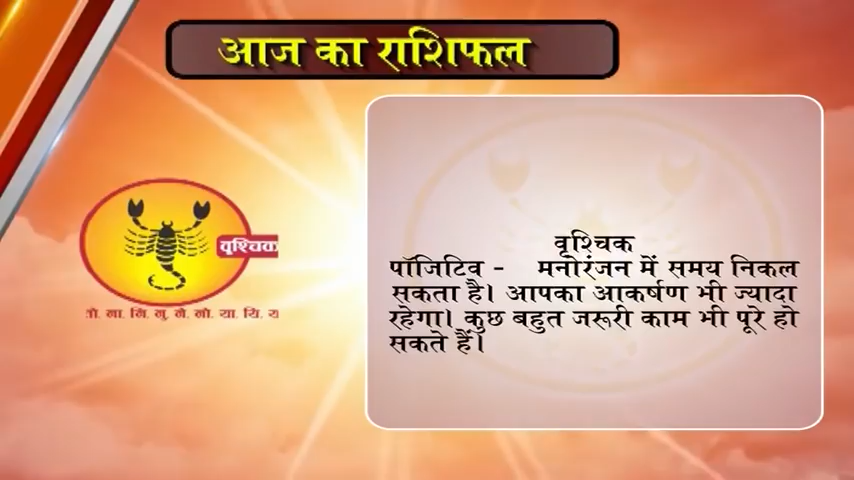 आज का राशिफल
वृश्चिक
वृश्चिक
पॉजिटिव - मनोरंजन में समय निकल
सकता है। आपका आकर्षण भी ज्यादा
रहेगा। कुछ बहुत जरूरी काम भी पूरे हो
सकते हैं।
ना. नि. नु. ने. नो. या. यि.